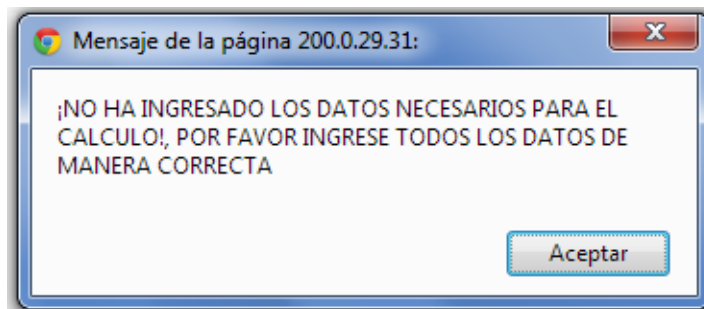 Mensaje de la página 200.0.29.31:
¡NO HA INGRESADO LOS DATOS NECESARIOS PARA EL
CALCULO!, POR FAVOR INGRESE TODOS LOS DATOS DE
MANERA CORRECTA
Aceptar